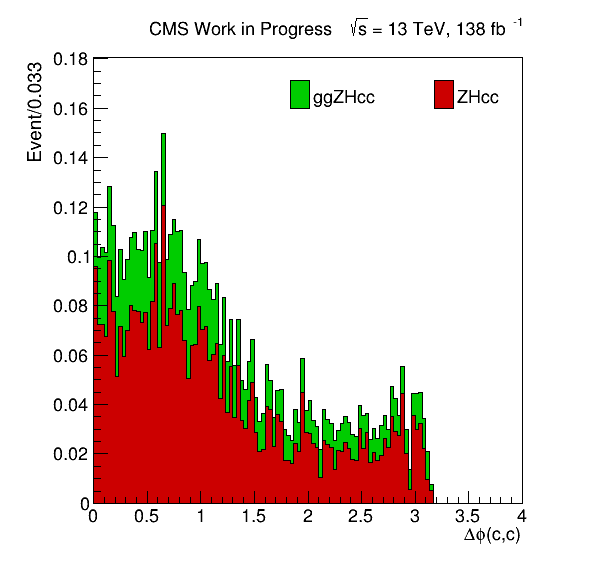 CMS Work in Progress √s = 13 TeV, 138 fb⁻¹
Event/0.033
0.18
ggZHcc ZHcc
0.16
0.14
0.12
0.1
0.08
0.06
0.04
0.02
0
0 0.5 1 1.5 2 2.5 3 3.5 4
Δϕ(c,c)